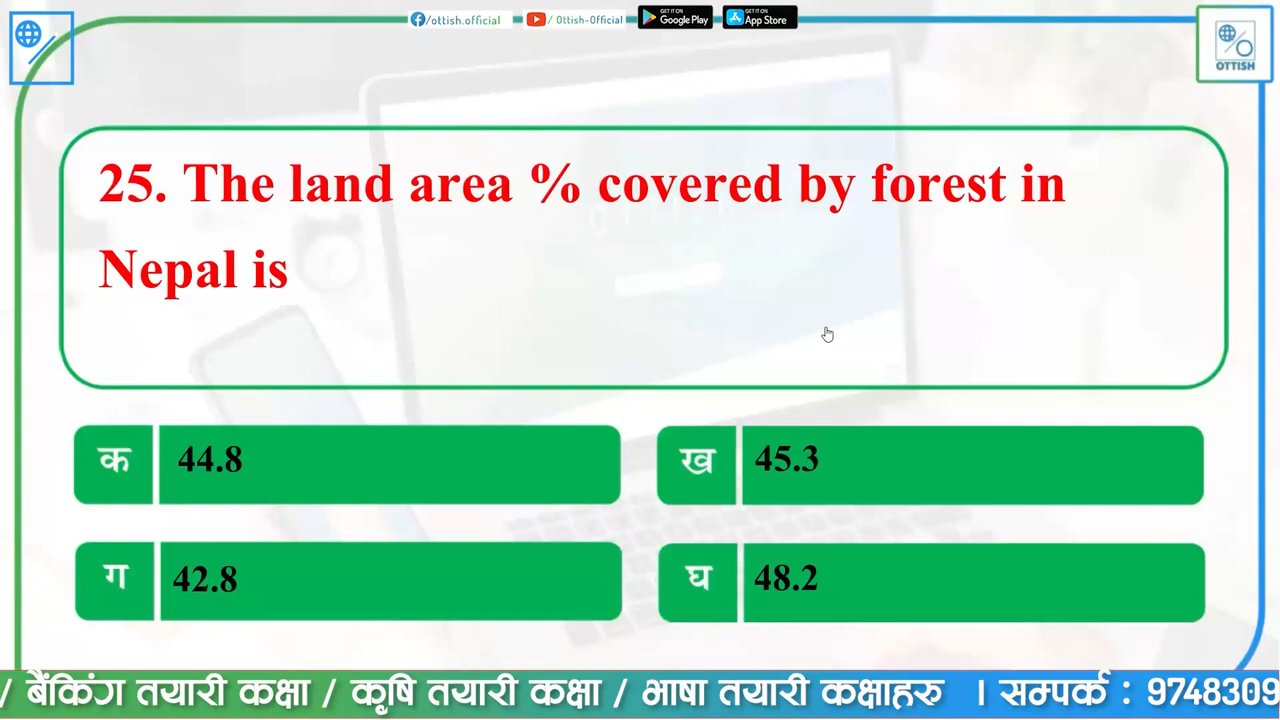 /ottish.official
/ Ottish-Official
GET IT ON
Google Play
GET IT ON
App Store
OTTISH
25. The land area % covered by forest in
Nepal is
क 44.8
ख 45.3
ग 42.8
घ 48.2
/ बैंकिंग तयारी कक्षा / कृषि तयारी कक्षा / भाषा तयारी कक्षाहरु । सम्पर्क : 9748309